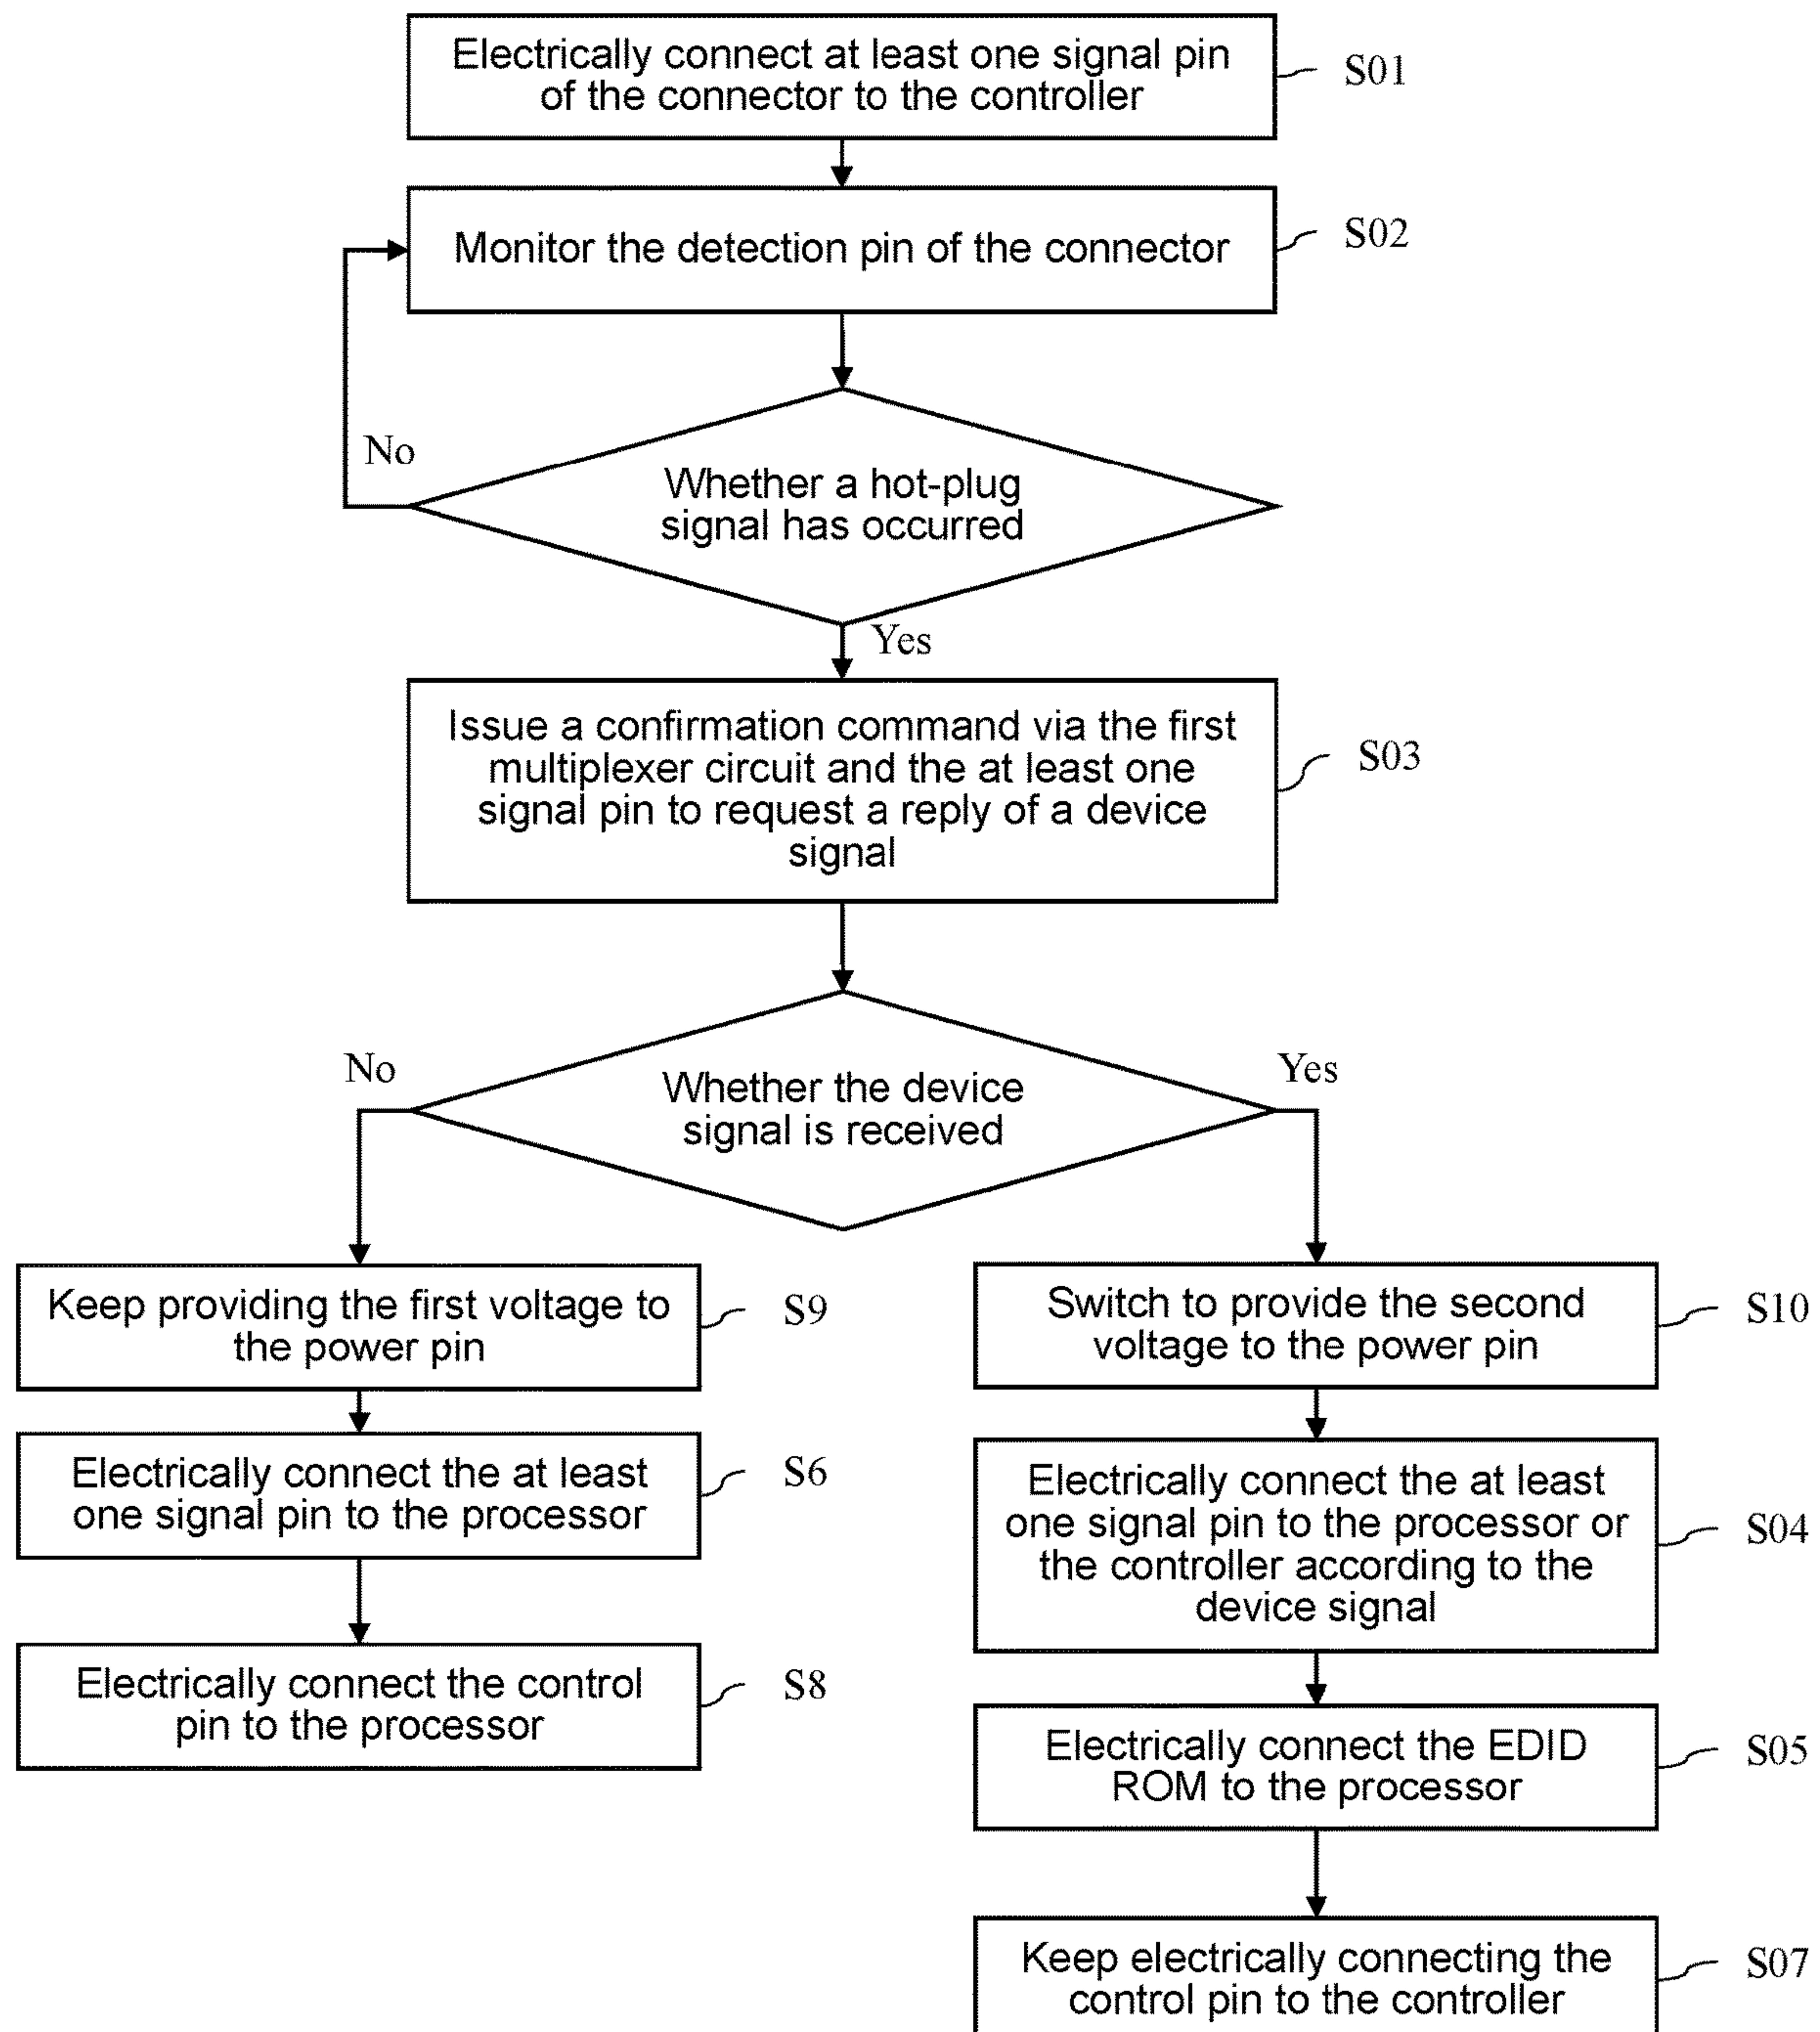 Electrically connect at least one signal pin
of the connector to the controller
S01
Monitor the detection pin of the connector
S02
No
Whether a hot-plug
signal has occurred
Yes
Issue a confirmation command via the first
multiplexer circuit and the at least one
signal pin to request a reply of a device
signal
S03
No
Whether the device
signal is received
Yes
Keep providing the first voltage to
the power pin
S9
Electrically connect the at least
one signal pin to the processor
S6
Electrically connect the control
pin to the processor
S8
Switch to provide the second
voltage to the power pin
S10
Electrically connect the at least
one signal pin to the processor or
the controller according to the
device signal
S04
Electrically connect the EDID
ROM to the processor
S05
Keep electrically connecting the
control pin to the controller
S07